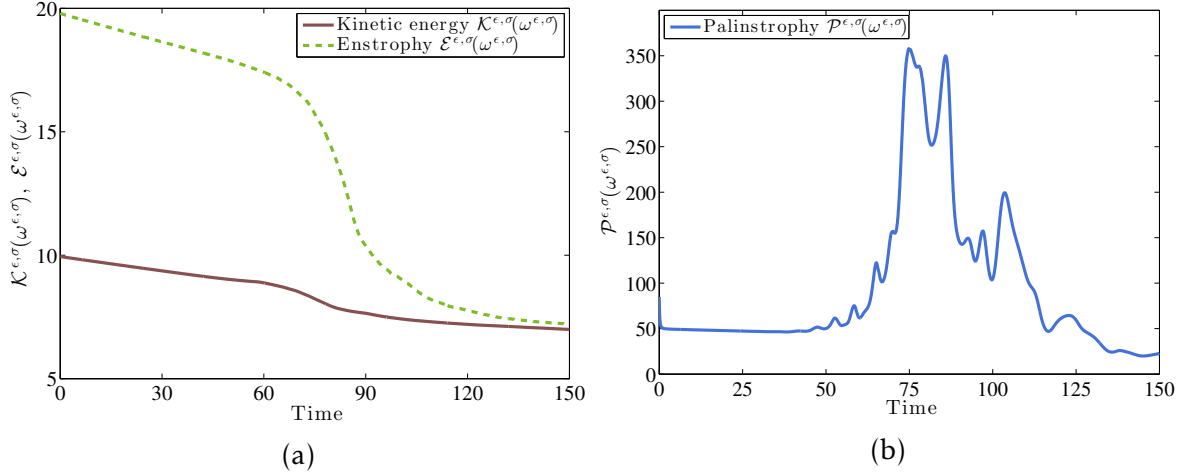 Kinetic energy 𝒦^{ϵ,σ}(ω^{ϵ,σ})
Enstrophy ℰ^{ϵ,σ}(ω^{ϵ,σ})
𝒦^{ϵ,σ}(ω^{ϵ,σ}), ℰ^{ϵ,σ}(ω^{ϵ,σ})
20
15
10
5
0 30 60 90 120 150
Time
(a)
Palinstrophy 𝒫^{ϵ,σ}(ω^{ϵ,σ})
𝒫^{ϵ,σ}(ω^{ϵ,σ})
350
300
250
200
150
100
50
0
0 25 50 75 100 125 150
Time
(b)